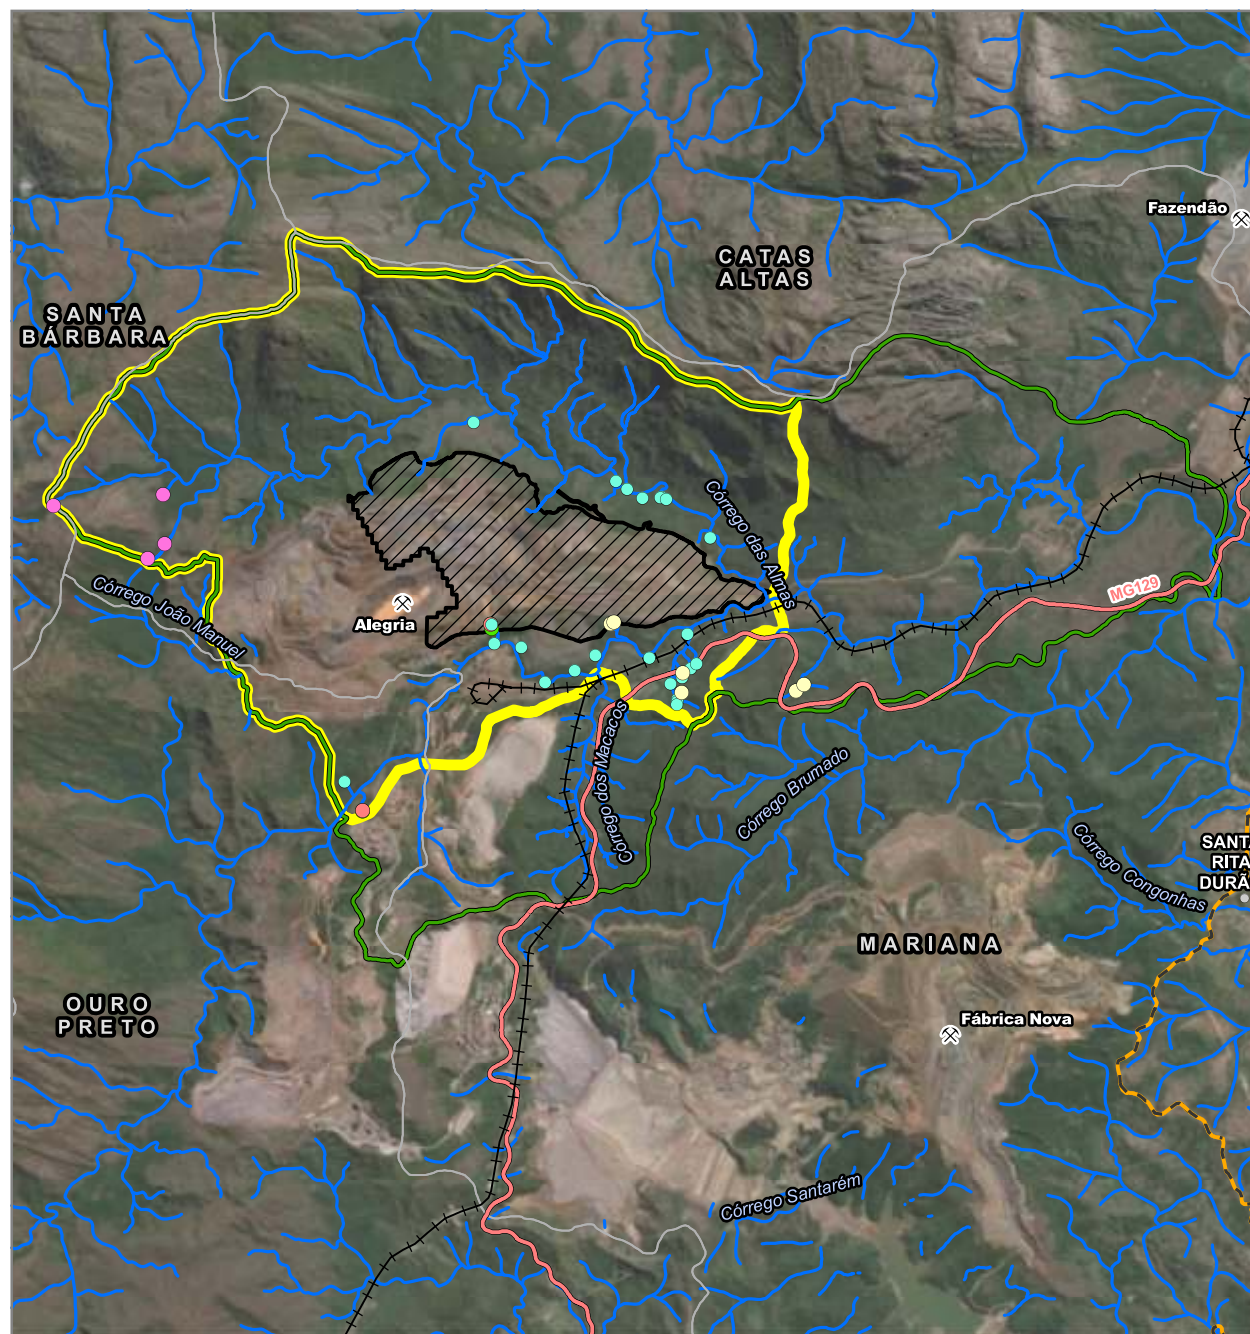 Fazendão
CATAS
ALTAS
SANTA
BÁRBARA
Córrego das Almas
MG129
Córrego João Manuel
Alegria
Córrego dos Macacos
Córrego Brumado
Córrego Congonhas
SANT
RITA
DURÃ
MARIANA
OURO
PRETO
Fábrica Nova
Córrego Santarém